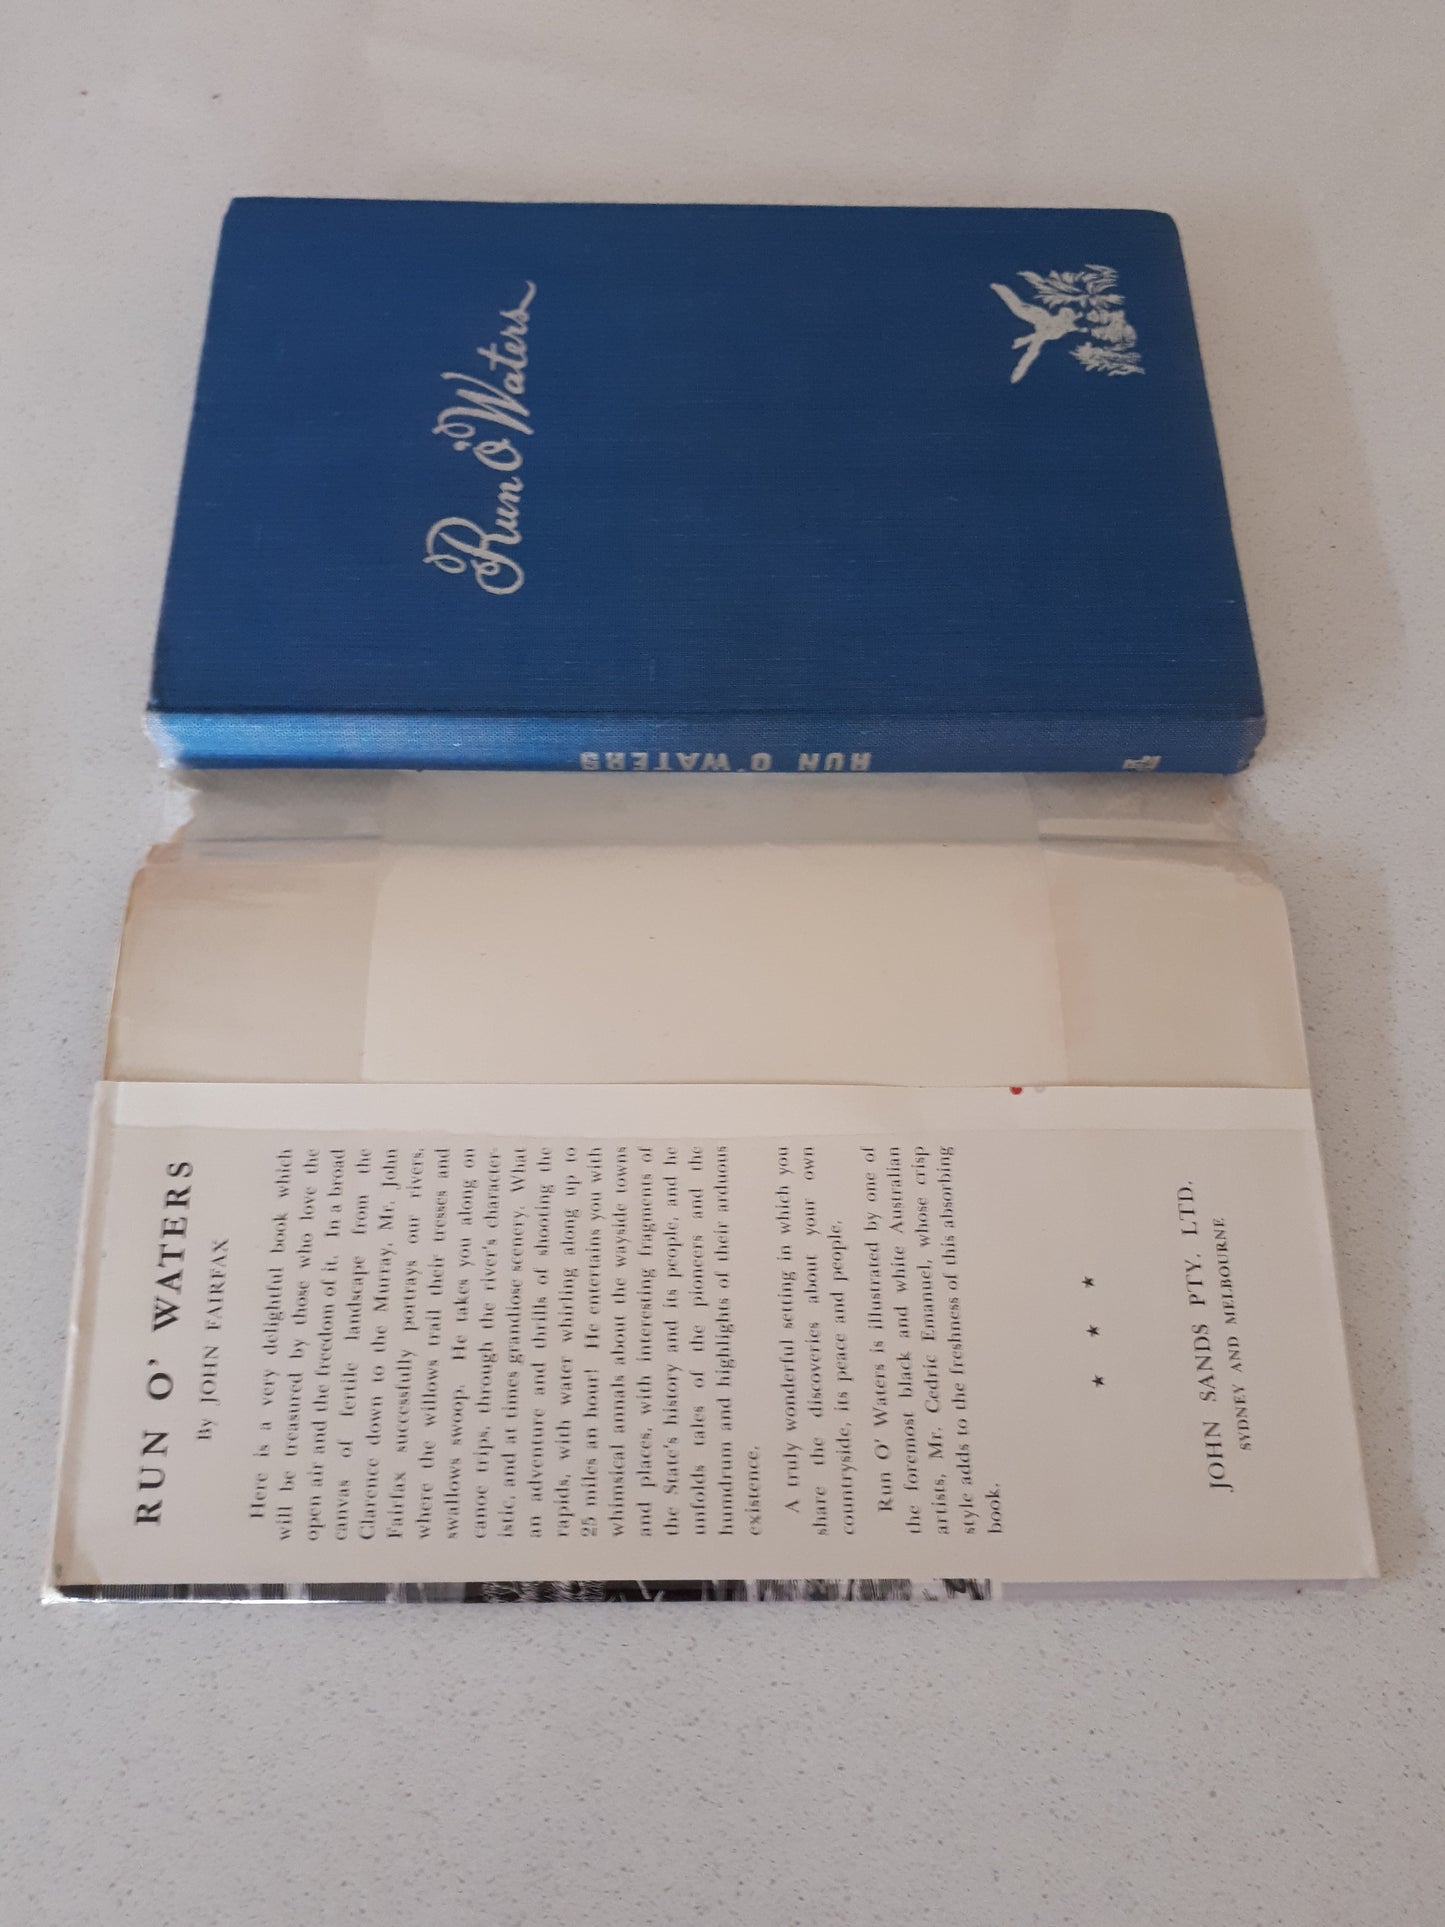 Run O'Waters
RUN O'WATERS
RUN O' WATERS
By JOHN FAIRFAX
Here is a very delightful book which
will be treasured by those who love the
open air and the freedom of it. In a broad
canvas of fertile landscape from the
Clarence down to the Murray, Mr. John
Fairfax successfully portrays our rivers,
where the willows trail their tresses and
swallows swoop. He takes you along on
canoe trips, through the river's character-
istic, and at times grandiose scenery. What
an adventure and thrills of shooting the
rapids, with water whirling along up to
25 miles an hour! He entertains you with
whimsical annals about the wayside towns
and places, with interesting fragments of
the State's history and its people, and he
unfolds tales of the pioneers and the
humdrum and highlights of their arduous
existence.
A truly wonderful setting in which you
share the discoveries about your own
countryside, its peace and people.
Run O' Waters is illustrated by one of
the foremost black and white Australian
artists, Mr. Cedric Emanuel, whose crisp
style adds to the freshness of this absorbing
book.
JOHN SANDS PTY. LTD.
SYDNEY AND MELBOURNE